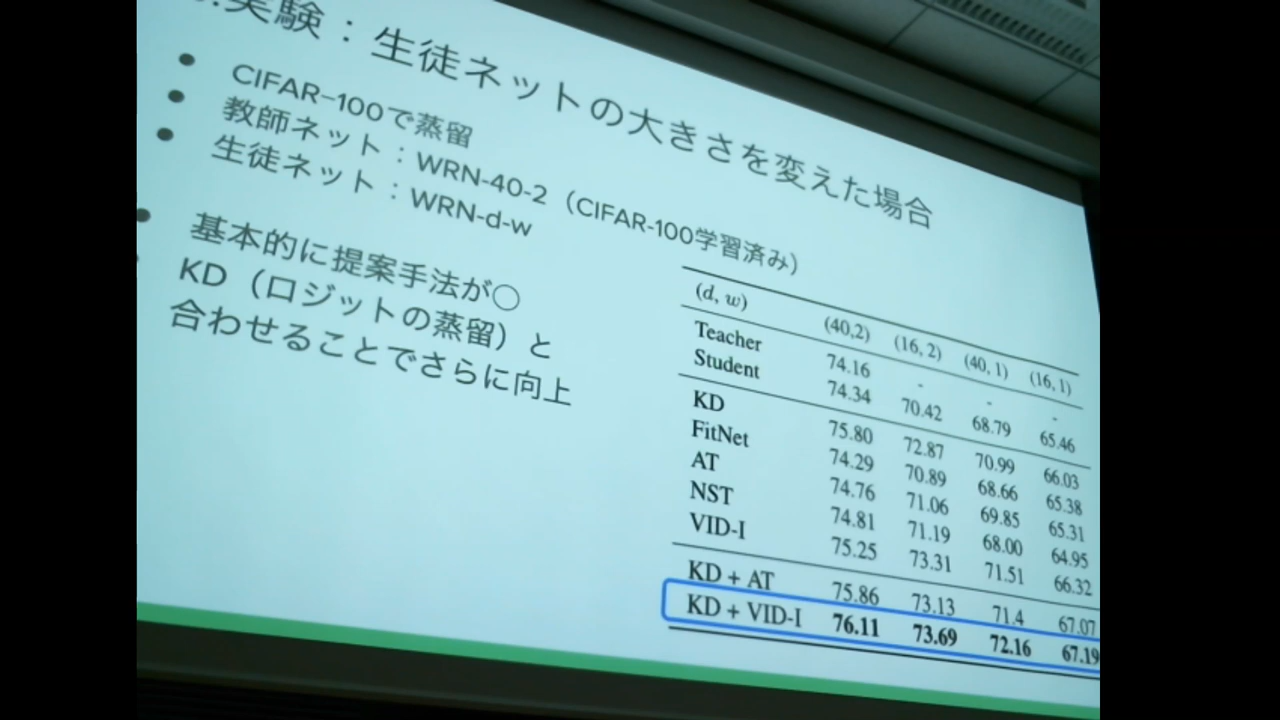 実験：生徒ネットの大きさを変えた場合
CIFAR-100で蒸留
教師ネット：WRN-40-2（CIFAR-100学習済み）
生徒ネット：WRN-d-w
基本的に提案手法が○
KD（ロジットの蒸留）と
合わせることでさらに向上
(d, w) (40,2) (16, 2) (40, 1) (16, 1)
Teacher 74.16 - - -
Student 74.34 70.42 68.79 65.46
KD 75.80 72.87 70.99 66.03
FitNet 74.29 70.89 68.66 65.38
AT 74.76 71.06 69.85 65.31
NST 74.81 71.19 68.00 64.95
VID-I 75.25 73.31 71.51 66.32
KD + AT 75.86 73.13 71.4 67.07
KD + VID-I 76.11 73.69 72.16 67.19